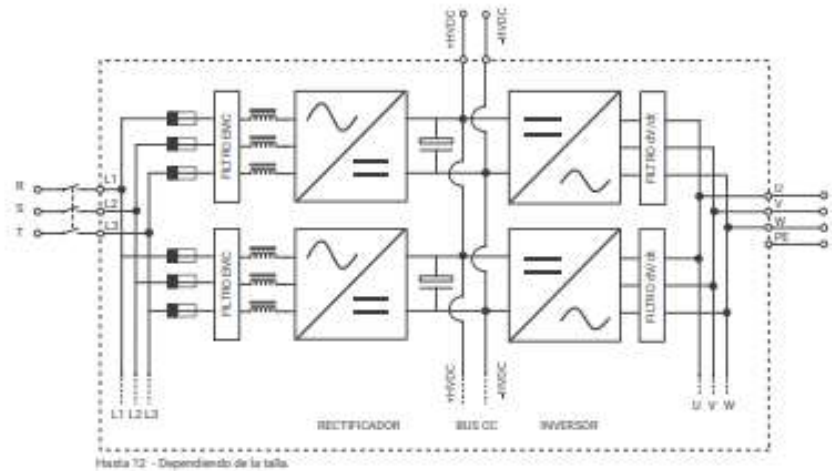 +HVDC
-HVDC
FILTRO EMC
FILTRO dV/dt
R
S
T
L1
L2
L3
U
V
W
PE
FILTRO EMC
FILTRO dV/dt
+HVDC
-HVDC
L1 L2 L3
U V W
RECTIFICADOR
BUS CC
INVERSOR
Hasta 12 - Dependiendo de la talla.